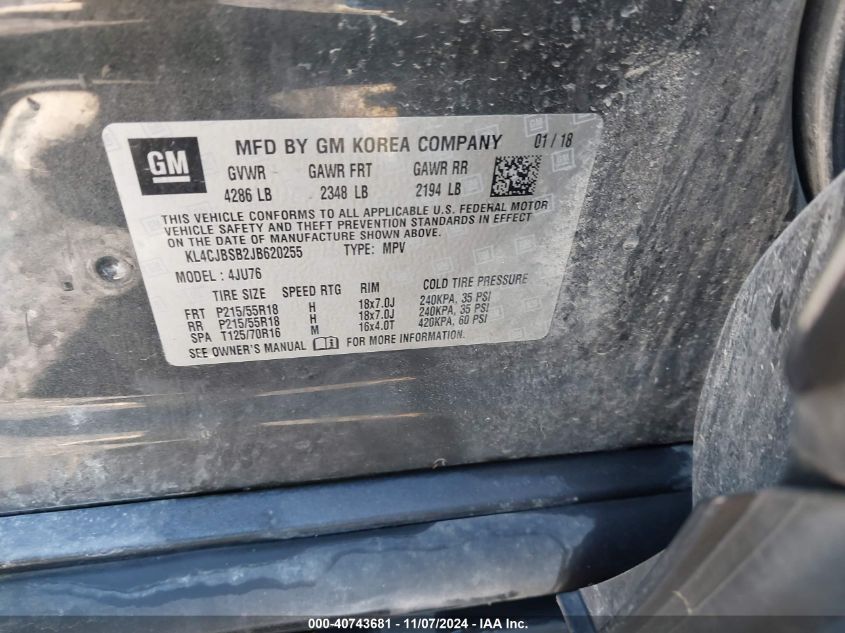 GM
MFD BY GM KOREA COMPANY 01 / 18
GVWR GAWR FRT GAWR RR
4286 LB 2348 LB 2194 LB
THIS VEHICLE CONFORMS TO ALL APPLICABLE U.S. FEDERAL MOTOR
VEHICLE SAFETY AND THEFT PREVENTION STANDARDS IN EFFECT
ON THE DATE OF MANUFACTURE SHOWN ABOVE.
KL4CJBSB2JB620255 TYPE: MPV
MODEL: 4JU76
TIRE SIZE SPEED RTG RIM COLD TIRE PRESSURE
FRT P215/55R18 H 18x7.0J 240KPA, 35 PSI
RR P215/55R18 H 18x7.0J 240KPA, 35 PSI
SPA T125/70R16 M 16x4.0T 420KPA, 60 PSI
SEE OWNER'S MANUAL FOR MORE INFORMATION.
000-40743681 - 11/07/2024 - IAA Inc.